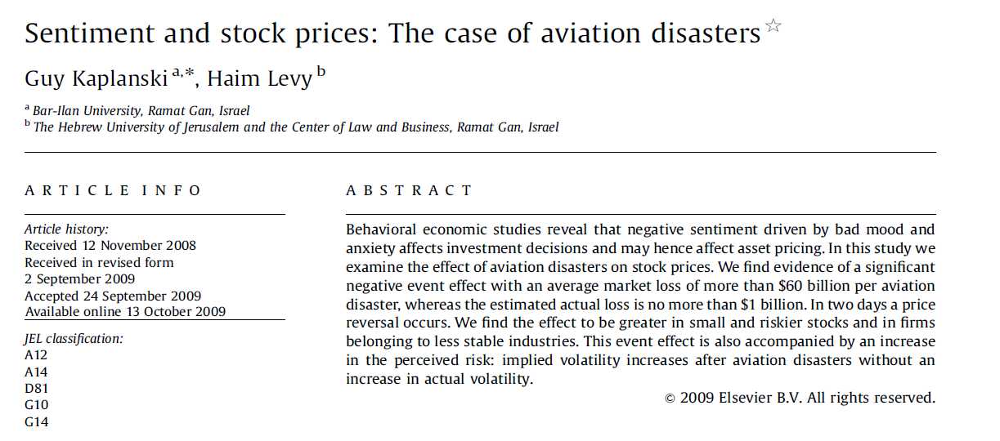 Sentiment and stock prices: The case of aviation disasters☆
Guy Kaplanski a,*, Haim Levy b
a Bar-Ilan University, Ramat Gan, Israel
b The Hebrew University of Jerusalem and the Center of Law and Business, Ramat Gan, Israel
ARTICLE INFO
Article history:
Received 12 November 2008
Received in revised form
2 September 2009
Accepted 24 September 2009
Available online 13 October 2009
JEL classification:
A12
A14
D81
G10
G14
ABSTRACT
Behavioral economic studies reveal that negative sentiment driven by bad mood and
anxiety affects investment decisions and may hence affect asset pricing. In this study we
examine the effect of aviation disasters on stock prices. We find evidence of a significant
negative event effect with an average market loss of more than $60 billion per aviation
disaster, whereas the estimated actual loss is no more than $1 billion. In two days a price
reversal occurs. We find the effect to be greater in small and riskier stocks and in firms
belonging to less stable industries. This event effect is also accompanied by an increase
in the perceived risk: implied volatility increases after aviation disasters without an
increase in actual volatility.
© 2009 Elsevier B.V. All rights reserved.